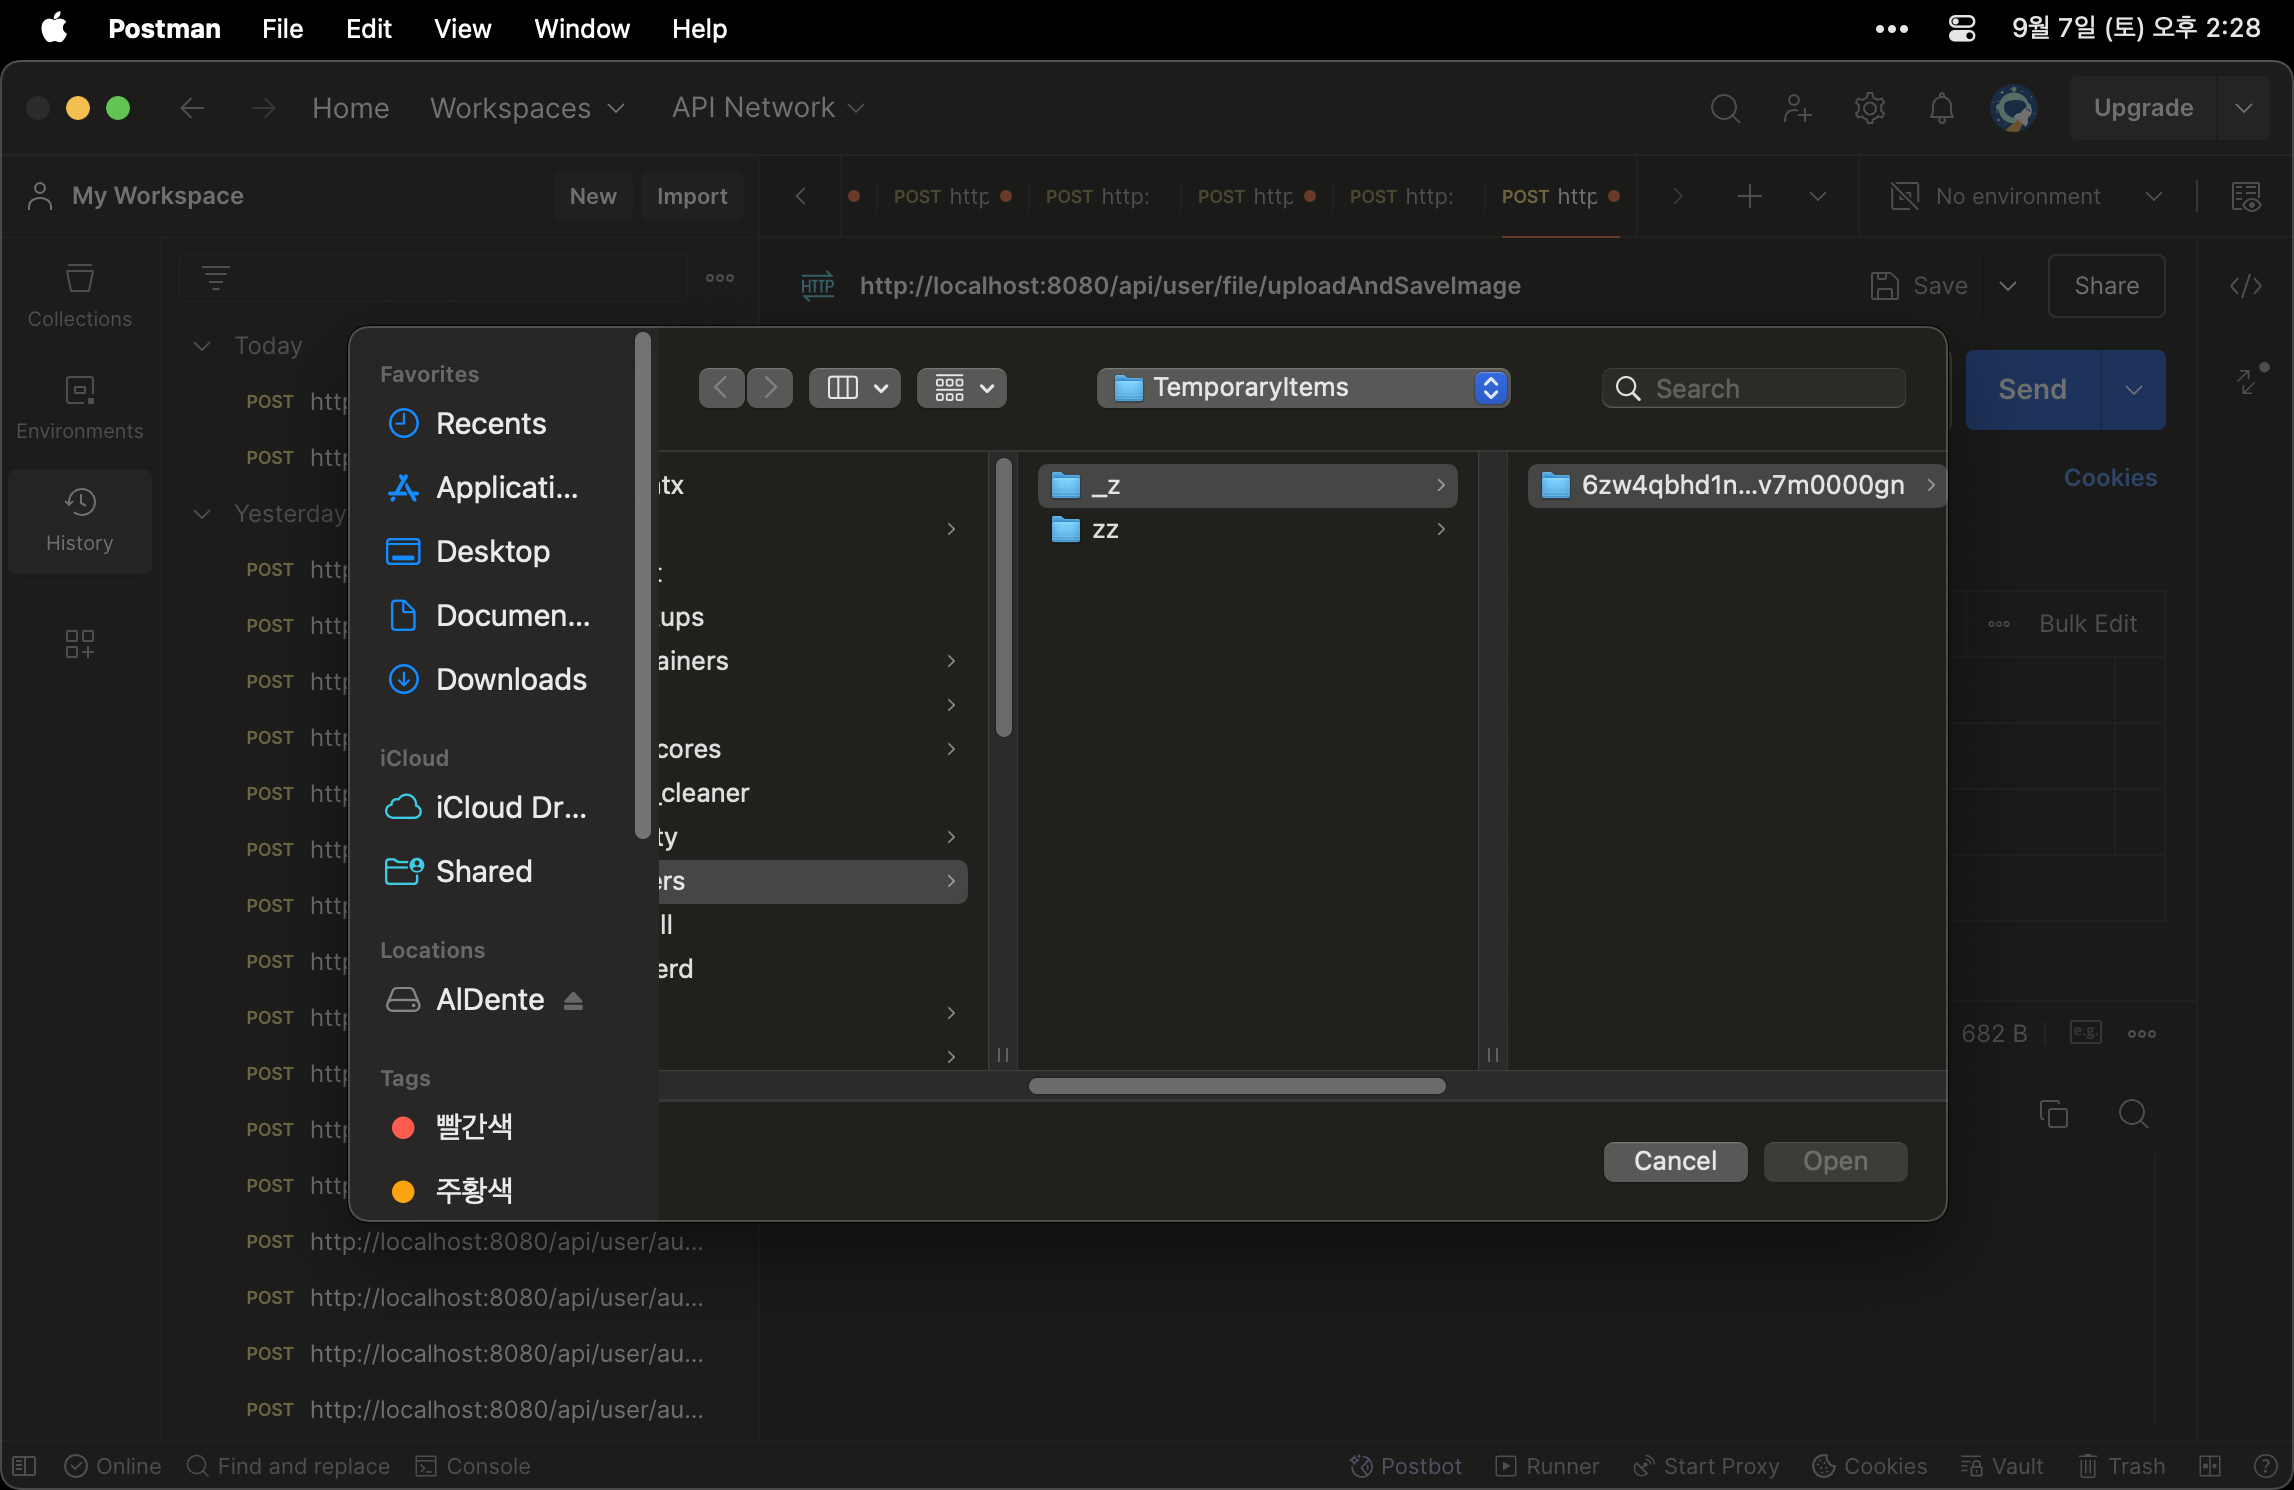 Postman File Edit View Window Help
9월 7일 (토) 오후 2:28
Home Workspaces API Network
Upgrade
My Workspace
New Import
POST http POST http: POST http POST http: POST http
No environment
Collections
Environments
History
HTTP http://localhost:8080/api/user/file/uploadAndSaveImage
Save Share
Send
Cookies
Bulk Edit
682 B e.g.
Today
POST http
POST http
Yesterday
POST http
POST http
POST http
POST http
POST http
POST http
POST http
POST http
POST http
POST http
POST http
POST http
POST http://localhost:8080/api/user/au...
POST http://localhost:8080/api/user/au...
POST http://localhost:8080/api/user/au...
POST http://localhost:8080/api/user/au...
Favorites
Recents
Applicati...
Desktop
Documen...
Downloads
iCloud
iCloud Dr...
Shared
Locations
AlDente
Tags
빨간색
주황색
TemporaryItems
Search
ntx
t
kups
ainers
cores
_cleaner
ty
ers
ll
erd
_z
zz
6zw4qbhd1n...v7m0000gn
Cancel Open
Online Find and replace Console
Postbot Runner Start Proxy Cookies Vault Trash